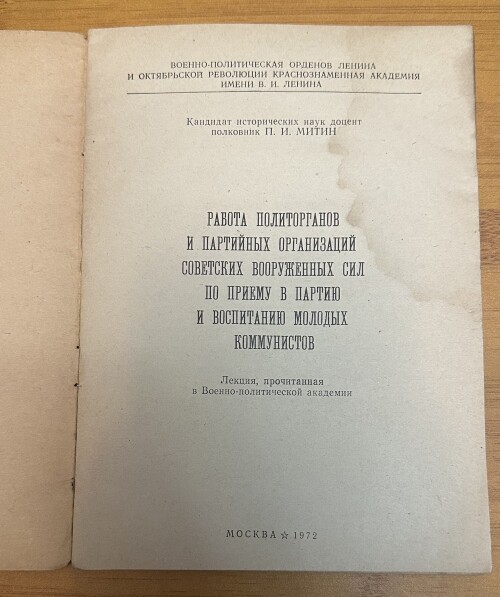 ВОЕННО-ПОЛИТИЧЕСКАЯ ОРДЕНОВ ЛЕНИНА
И ОКТЯБРЬСКОЙ РЕВОЛЮЦИИ КРАСНОЗНАМЕННАЯ АКАДЕМИЯ
ИМЕНИ В. И. ЛЕНИНА
Кандидат исторических наук доцент
полковник П. И. МИТИН
РАБОТА ПОЛИТОРГАНОВ
И ПАРТИЙНЫХ ОРГАНИЗАЦИЙ
СОВЕТСКИХ ВООРУЖЕННЫХ СИЛ
ПО ПРИЕМУ В ПАРТИЮ
И ВОСПИТАНИЮ МОЛОДЫХ
КОММУНИСТОВ
Лекция, прочитанная
в Военно-политической академии
МОСКВА ☆ 1972